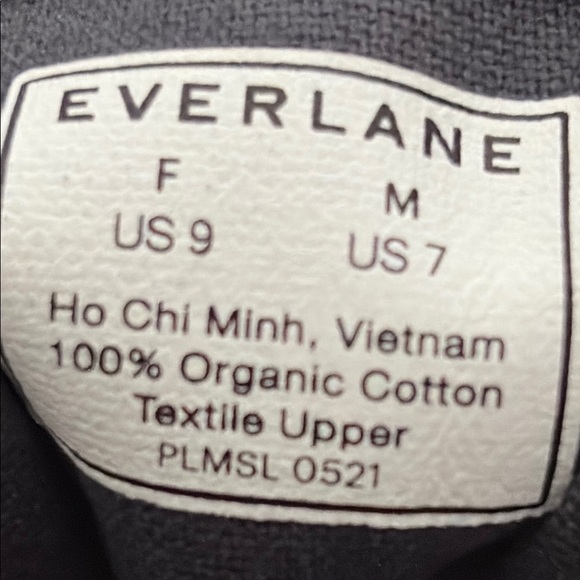 EVERLANE
F M
US 9 US 7
Ho Chi Minh, Vietnam
100% Organic Cotton
Textile Upper
PLMSL 0521